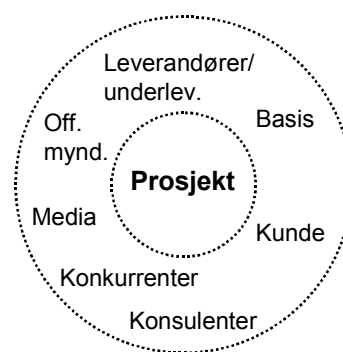 Leverandører/
underlev.
Basis
Off.
mynd.
Prosjekt
Media
Kunde
Konkurrenter
Konsulenter